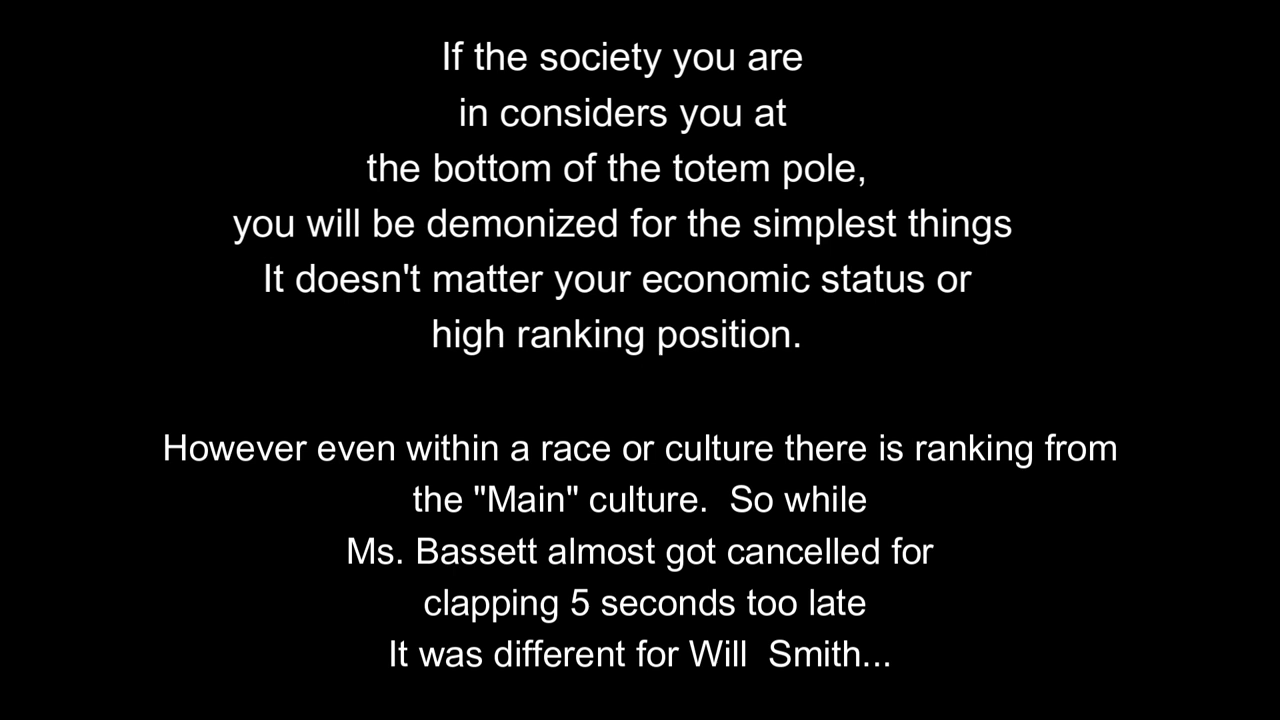 If the society you are
in considers you at
the bottom of the totem pole,
you will be demonized for the simplest things
It doesn't matter your economic status or
high ranking position.
However even within a race or culture there is ranking from
the "Main" culture.  So while
Ms. Bassett almost got cancelled for
clapping 5 seconds too late
It was different for Will  Smith...